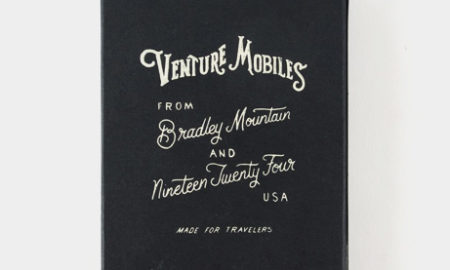 VENTURE MOBILES
FROM
Bradley Mountain
AND
Nineteen Twenty Four
USA
MADE FOR TRAVELERS